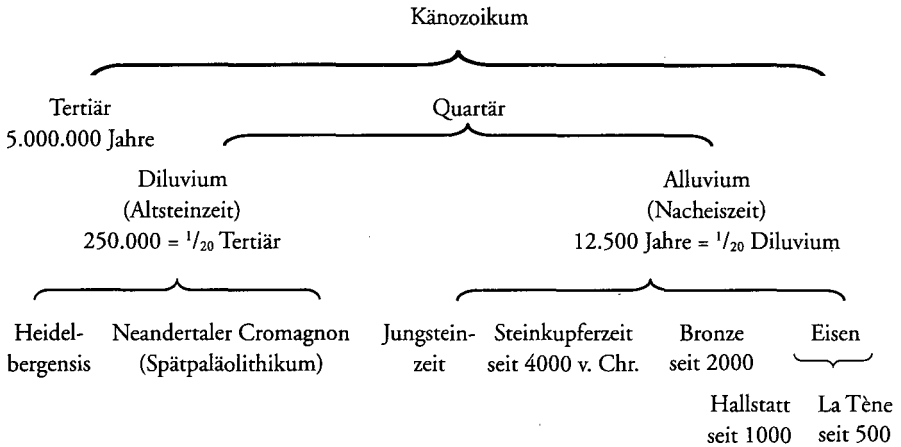 Känozoikum
Tertiär Quartär
5.000.000 Jahre
Diluvium Alluvium
(Altsteinzeit) (Nacheiszeit)
250.000 = 1/20 Tertiär 12.500 Jahre = 1/20 Diluvium
Heidel- Neandertaler Cromagnon Jungstein- Steinkupferzeit Bronze Eisen
bergensis (Spätpaläolithikum) zeit seit 4000 v. Chr. seit 2000
Hallstatt La Tène
seit 1000 seit 500